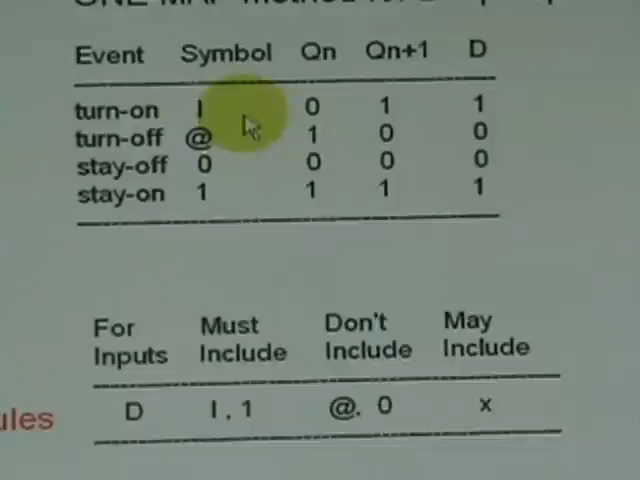 Event Symbol Qn Qn+1 D
turn-on I 0 1 1
turn-off @ 1 0 0
stay-off 0 0 0 0
stay-on 1 1 1 1
For Inputs Must Include Don't Include May Include
D I , 1 @. 0 x